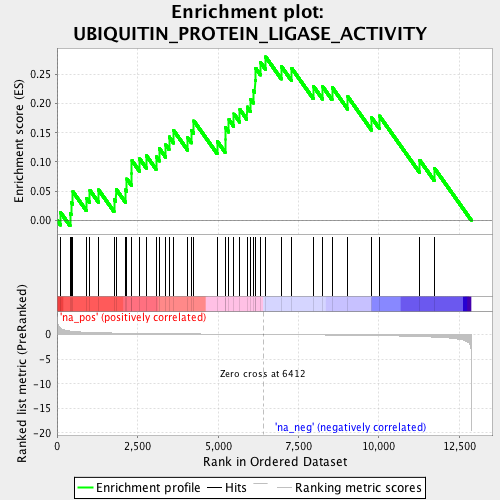 Enrichment plot:
UBIQUITIN_PROTEIN_LIGASE_ACTIVITY
Enrichment score (ES)
0.25
0.20
0.15
0.10
0.05
0.00
'na_pos' (positively correlated)
Ranked list metric (PreRanked)
5
0
-5
-10
-15
-20
Zero cross at 6412
'na_neg' (negatively correlated)
0
2,500
5,000
7,500
10,000
12,500
Rank in Ordered Dataset
Enrichment profile
Hits
Ranking metric scores